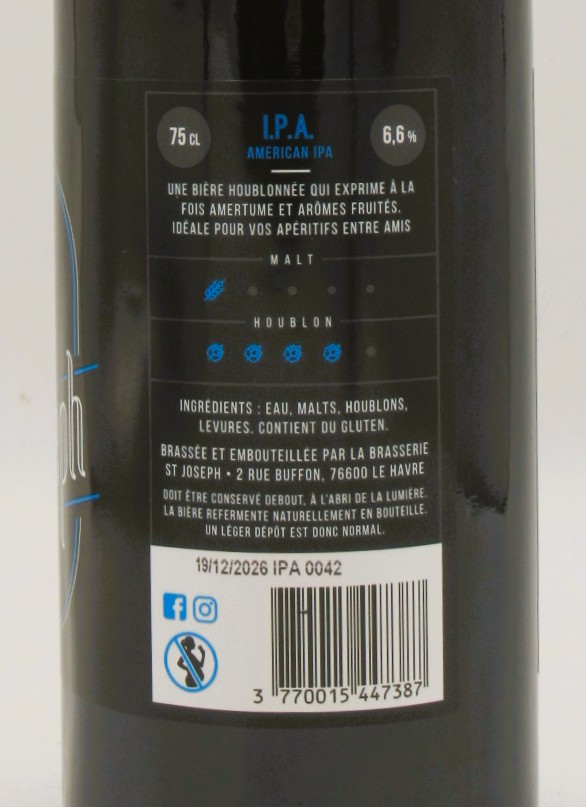 75 CL
I.P.A.
6,6 %
AMERICAN IPA
UNE BIÈRE HOUBLONNÉE QUI EXPRIME À LA
FOIS AMERTUME ET ARÔMES FRUITÉS.
IDÉALE POUR VOS APÉRITIFS ENTRE AMIS
MALT
HOUBLON
INGRÉDIENTS : EAU, MALTS, HOUBLONS,
LEVURES. CONTIENT DU GLUTEN.
BRASSÉE ET EMBOUTEILLÉE PAR LA BRASSERIE
ST JOSEPH • 2 RUE BUFFON, 76600 LE HAVRE
DOIT ÊTRE CONSERVÉ DEBOUT, À L'ABRI DE LA LUMIÈRE.
LA BIÈRE REFERMENTE NATURELLEMENT EN BOUTEILLE.
UN LÉGER DÉPÔT EST DONC NORMAL.
19/12/2026 IPA 0042
3 770015 447387
ph